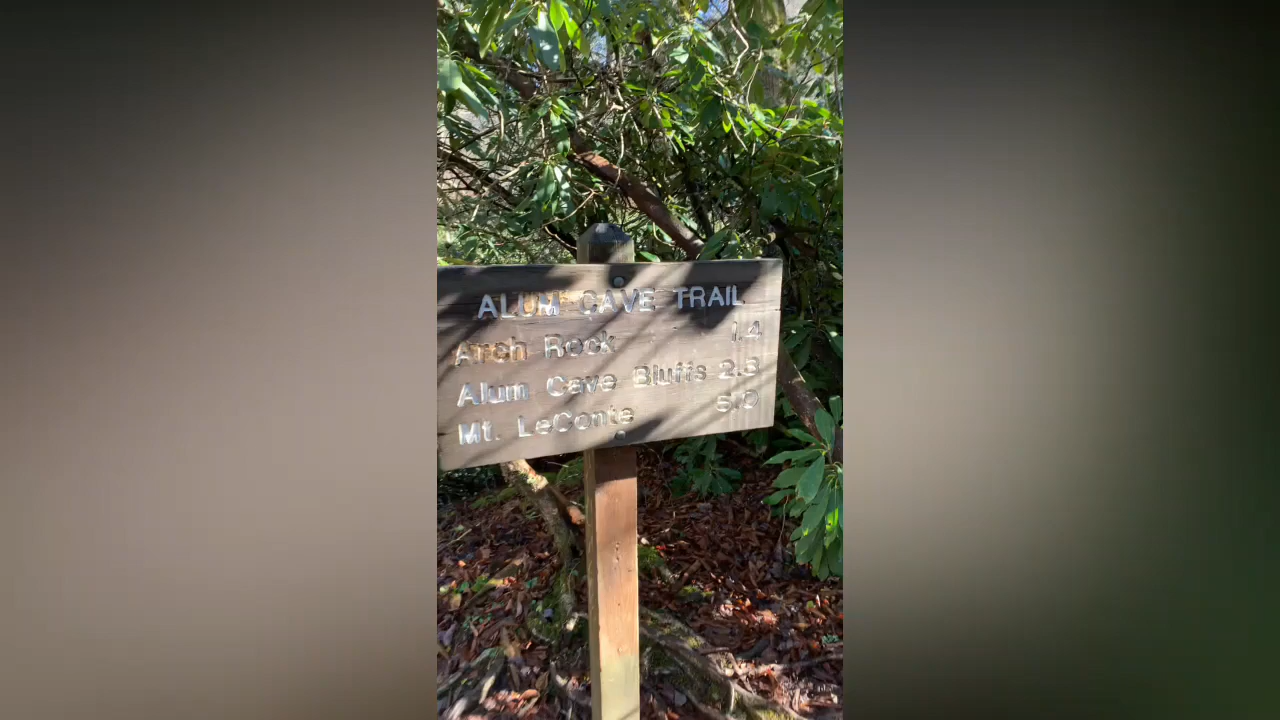 ALUM CAVE TRAIL
Arch Rock 1.4
Alum Cave Bluffs 2.3
Mt. LeConte 5.0